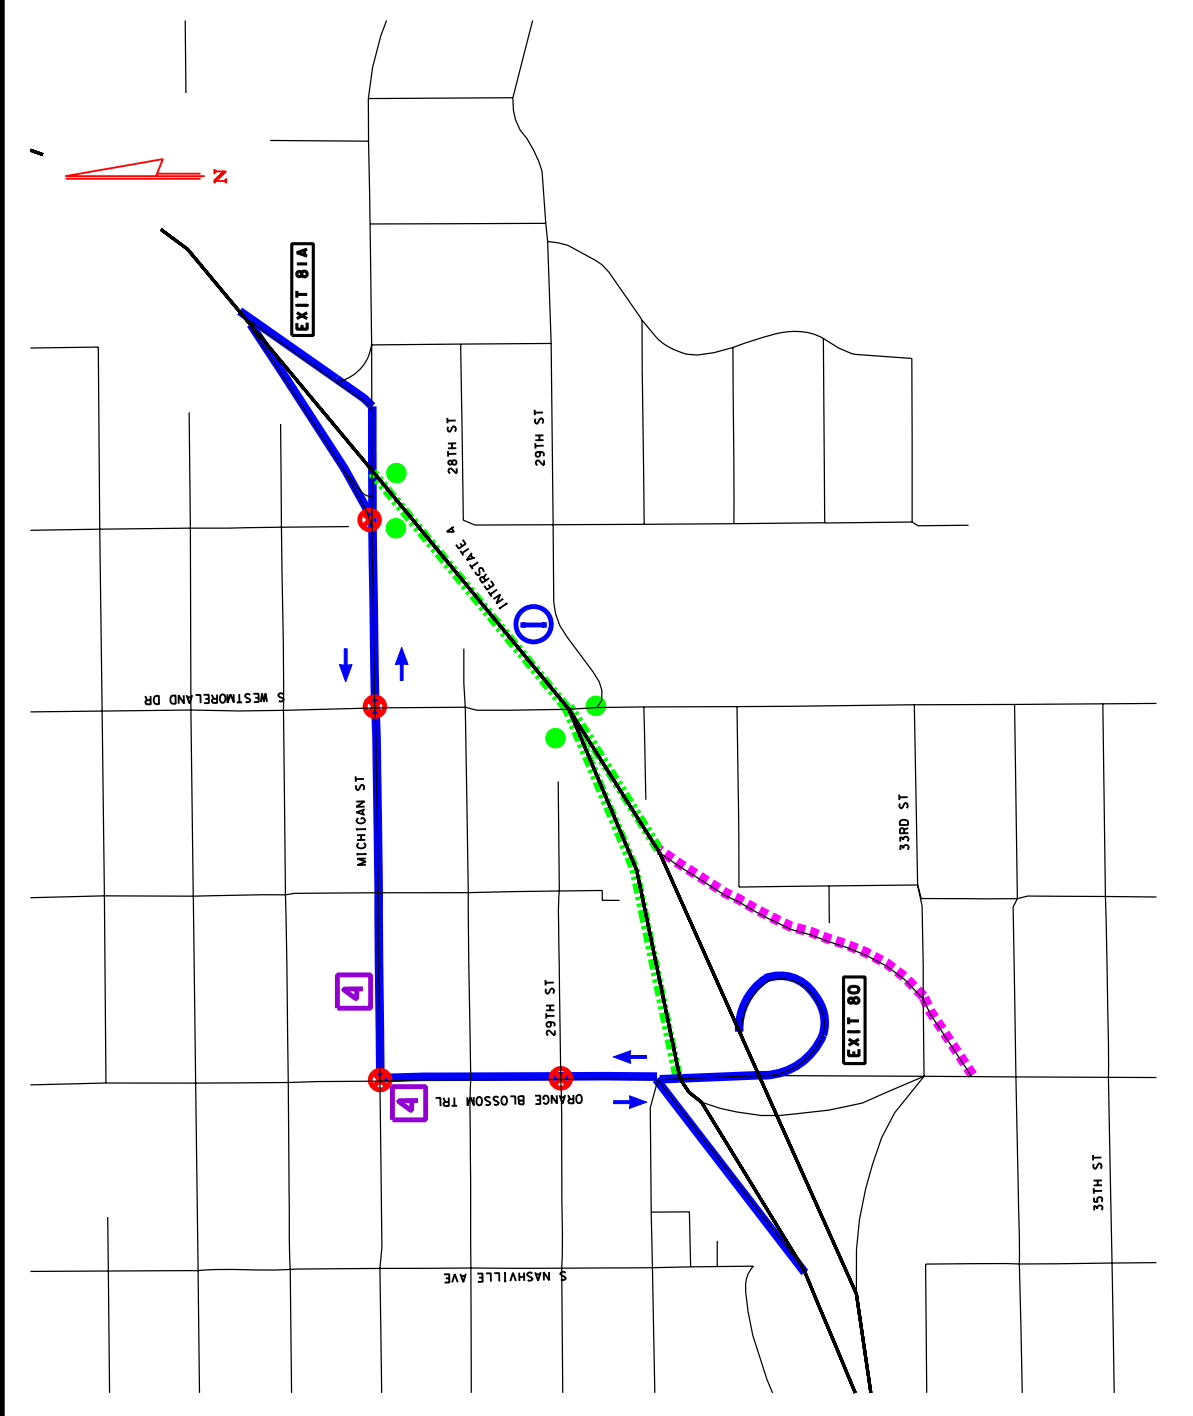 N
EXIT 81A
28TH ST
29TH ST
INTERSTATE 4
I
S WESTMORELAND DR
MICHIGAN ST
33RD ST
4
29TH ST
EXIT 80
4
ORANGE BLOSSOM TRL
35TH ST
S NASHVILLE AVE